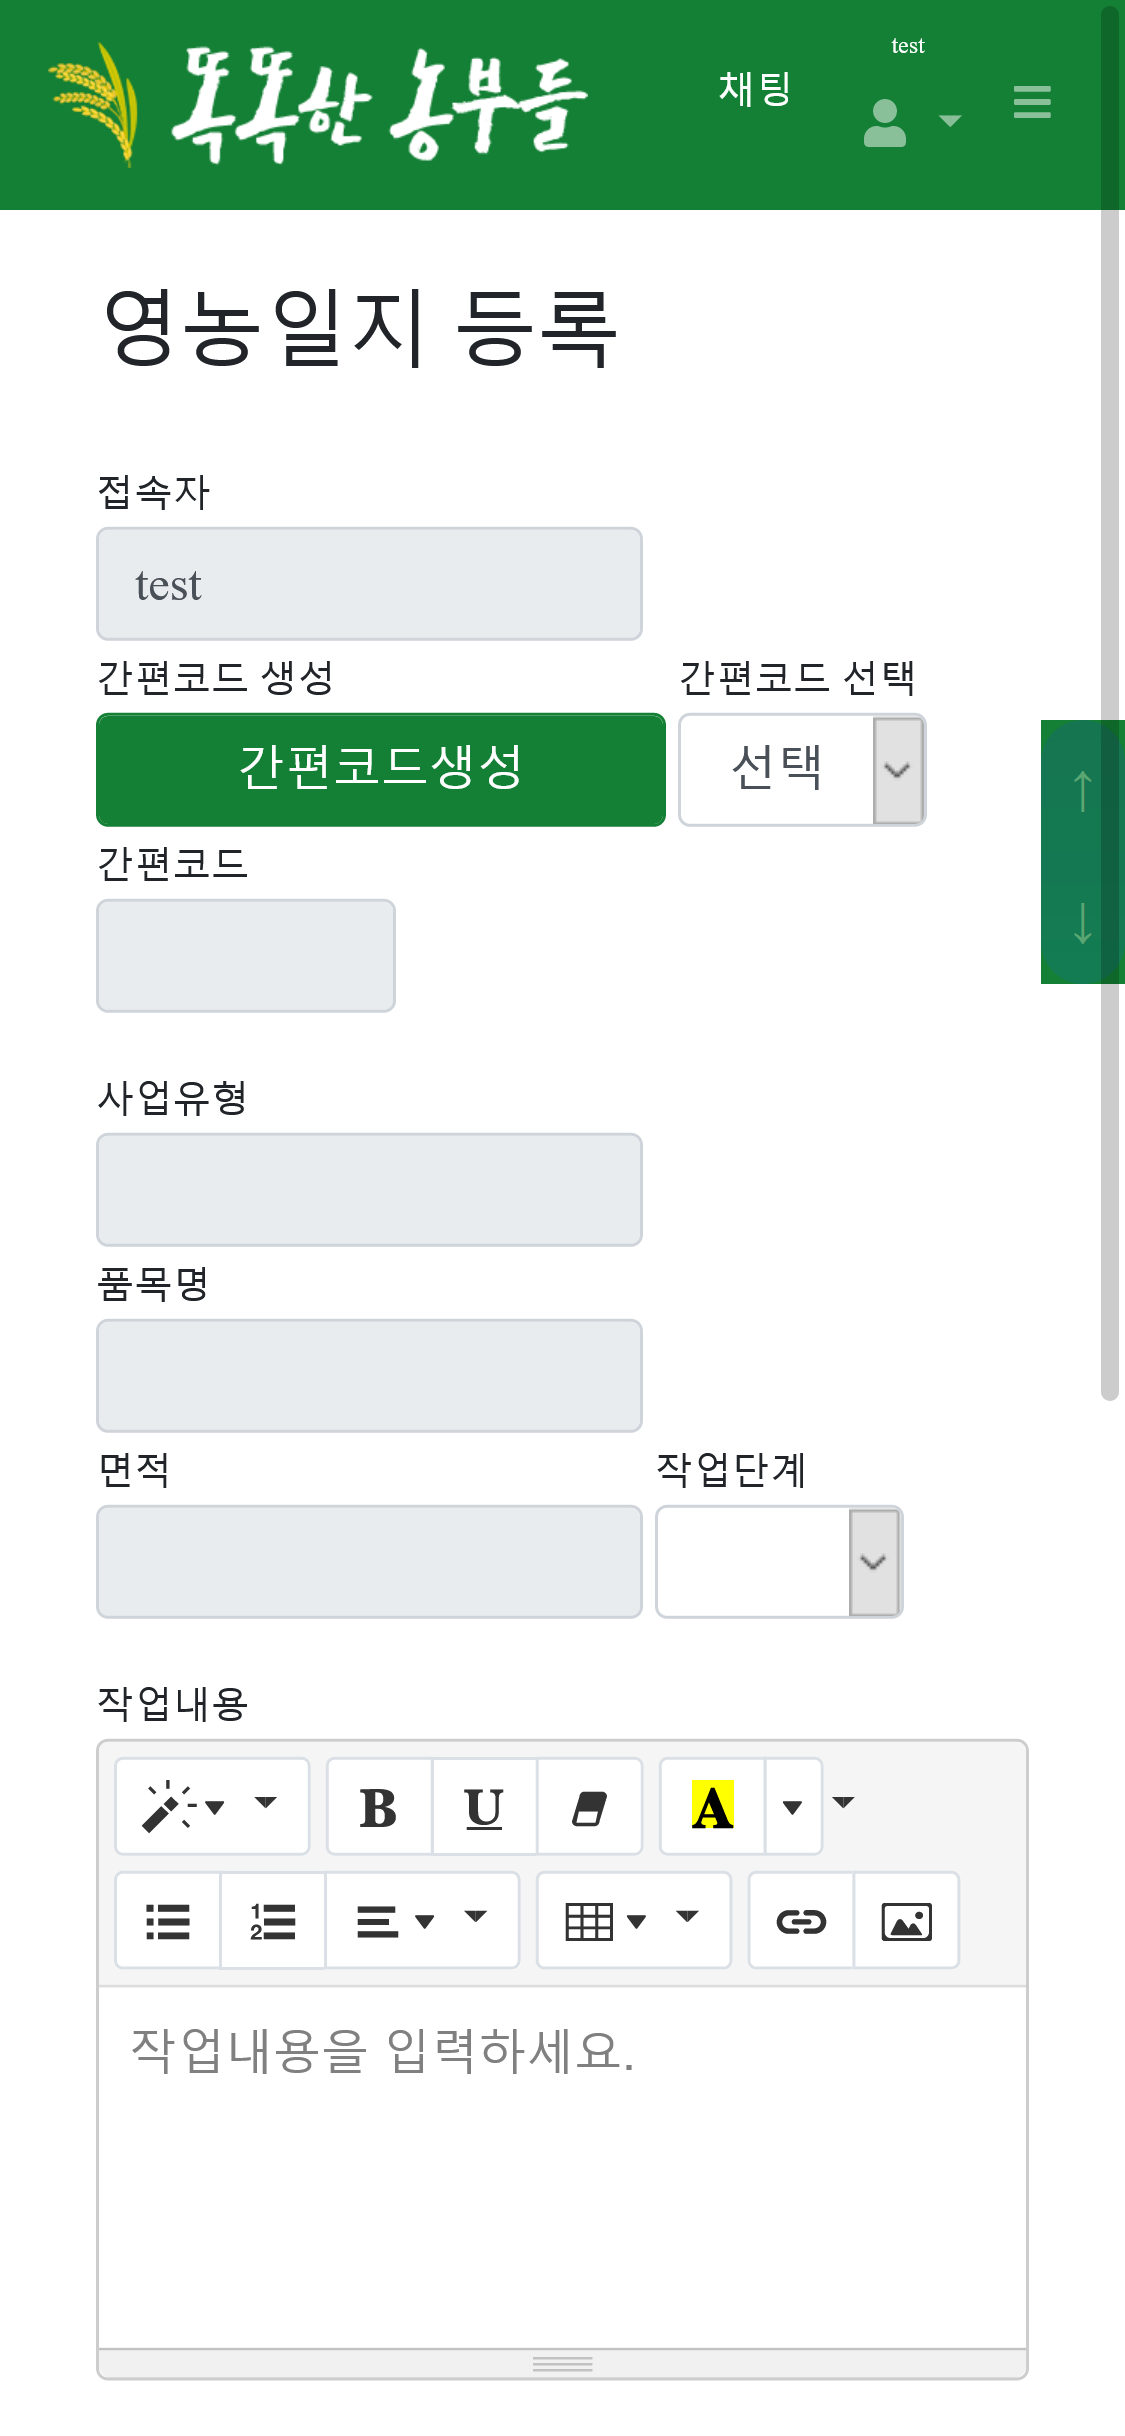 똑똑한 농부들
채팅
test
영농일지 등록
접속자
test
간편코드 생성
간편코드 선택
간편코드생성
선택
간편코드
↑
↓
사업유형
품목명
면적
작업단계
작업내용
B U A
작업내용을 입력하세요.